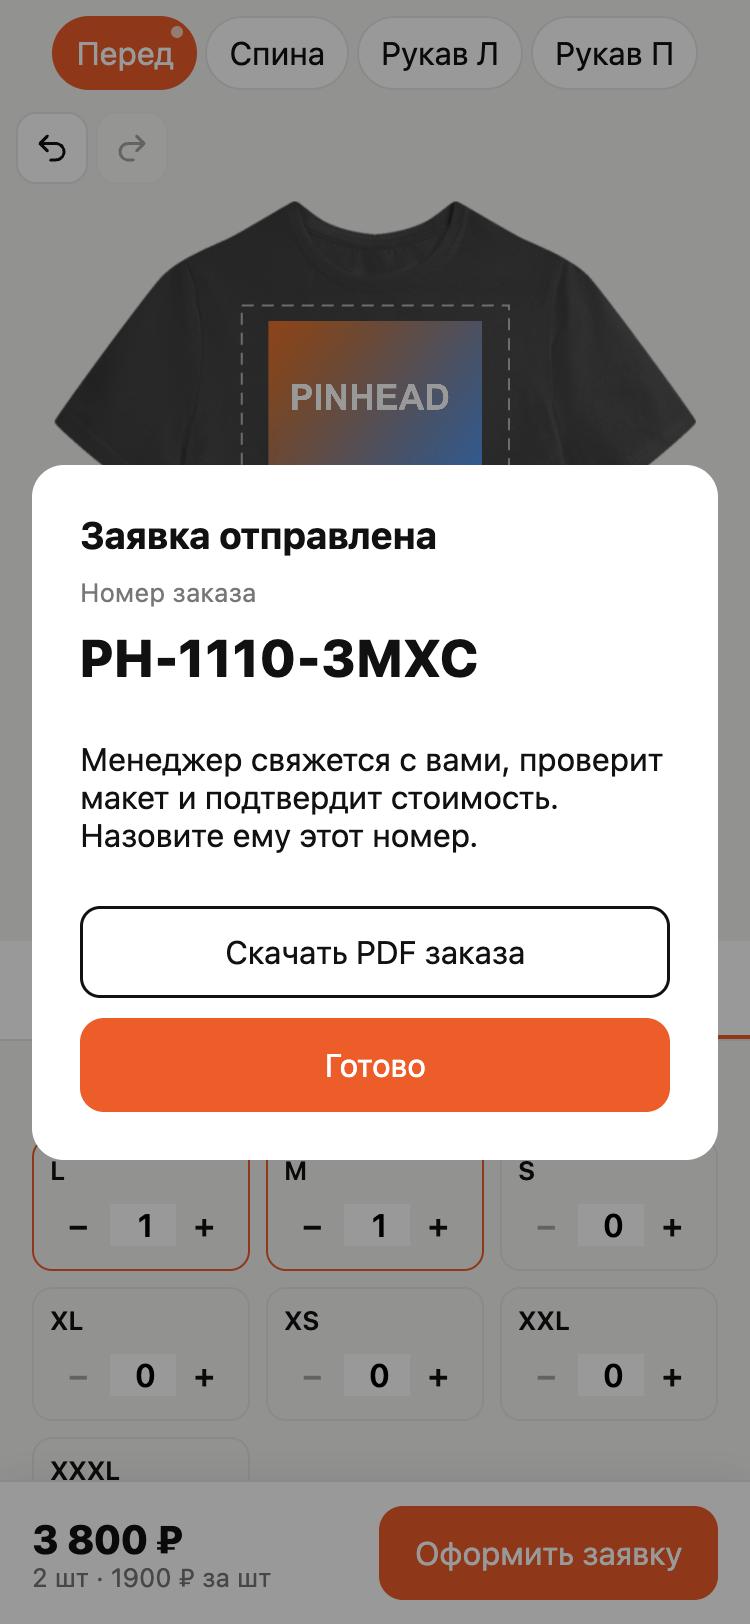 Перед
Спина
Рукав Л
Рукав П
PINHEAD
Заявка отправлена
Номер заказа
PH-1110-3MXC
Менеджер свяжется с вами, проверит
макет и подтвердит стоимость.
Назовите ему этот номер.
Скачать PDF заказа
Готово
L
M
S
− 1 +
− 1 +
− 0 +
XL
XS
XXL
− 0 +
− 0 +
− 0 +
XXXL
3 800 ₽
2 шт · 1900 ₽ за шт
Оформить заявку